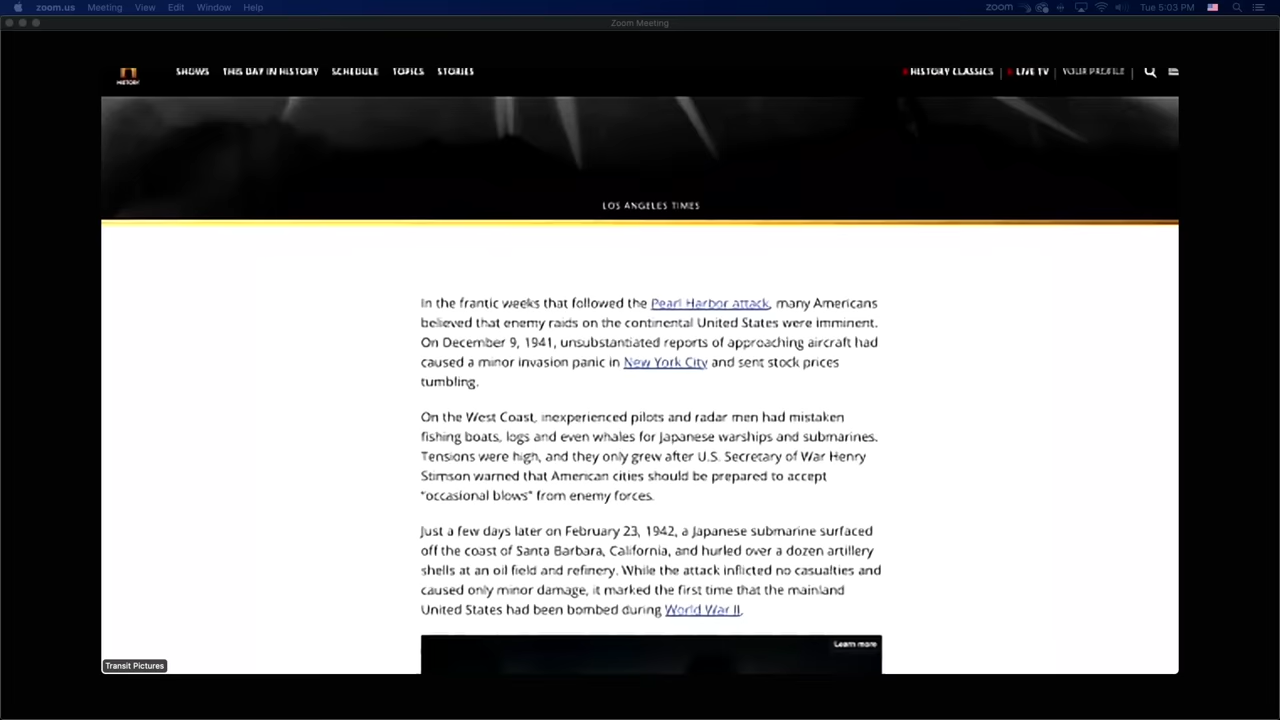 zoom.us Meeting View Edit Window Help zoom Tue 5:03 PM
Zoom Meeting
HISTORY SHOWS THIS DAY IN HISTORY SCHEDULE TOPICS STORIES HISTORY CLASSICS LIVE TV YOUR PROFILE
LOS ANGELES TIMES
In the frantic weeks that followed the Pearl Harbor attack, many Americans
believed that enemy raids on the continental United States were imminent.
On December 9, 1941, unsubstantiated reports of approaching aircraft had
caused a minor invasion panic in New York City and sent stock prices
tumbling.
On the West Coast, inexperienced pilots and radar men had mistaken
fishing boats, logs and even whales for Japanese warships and submarines.
Tensions were high, and they only grew after U.S. Secretary of War Henry
Stimson warned that American cities should be prepared to accept
"occasional blows" from enemy forces.
Just a few days later on February 23, 1942, a Japanese submarine surfaced
off the coast of Santa Barbara, California, and hurled over a dozen artillery
shells at an oil field and refinery. While the attack inflicted no casualties and
caused only minor damage, it marked the first time that the mainland
United States had been bombed during World War II.
Learn more
Transit Pictures